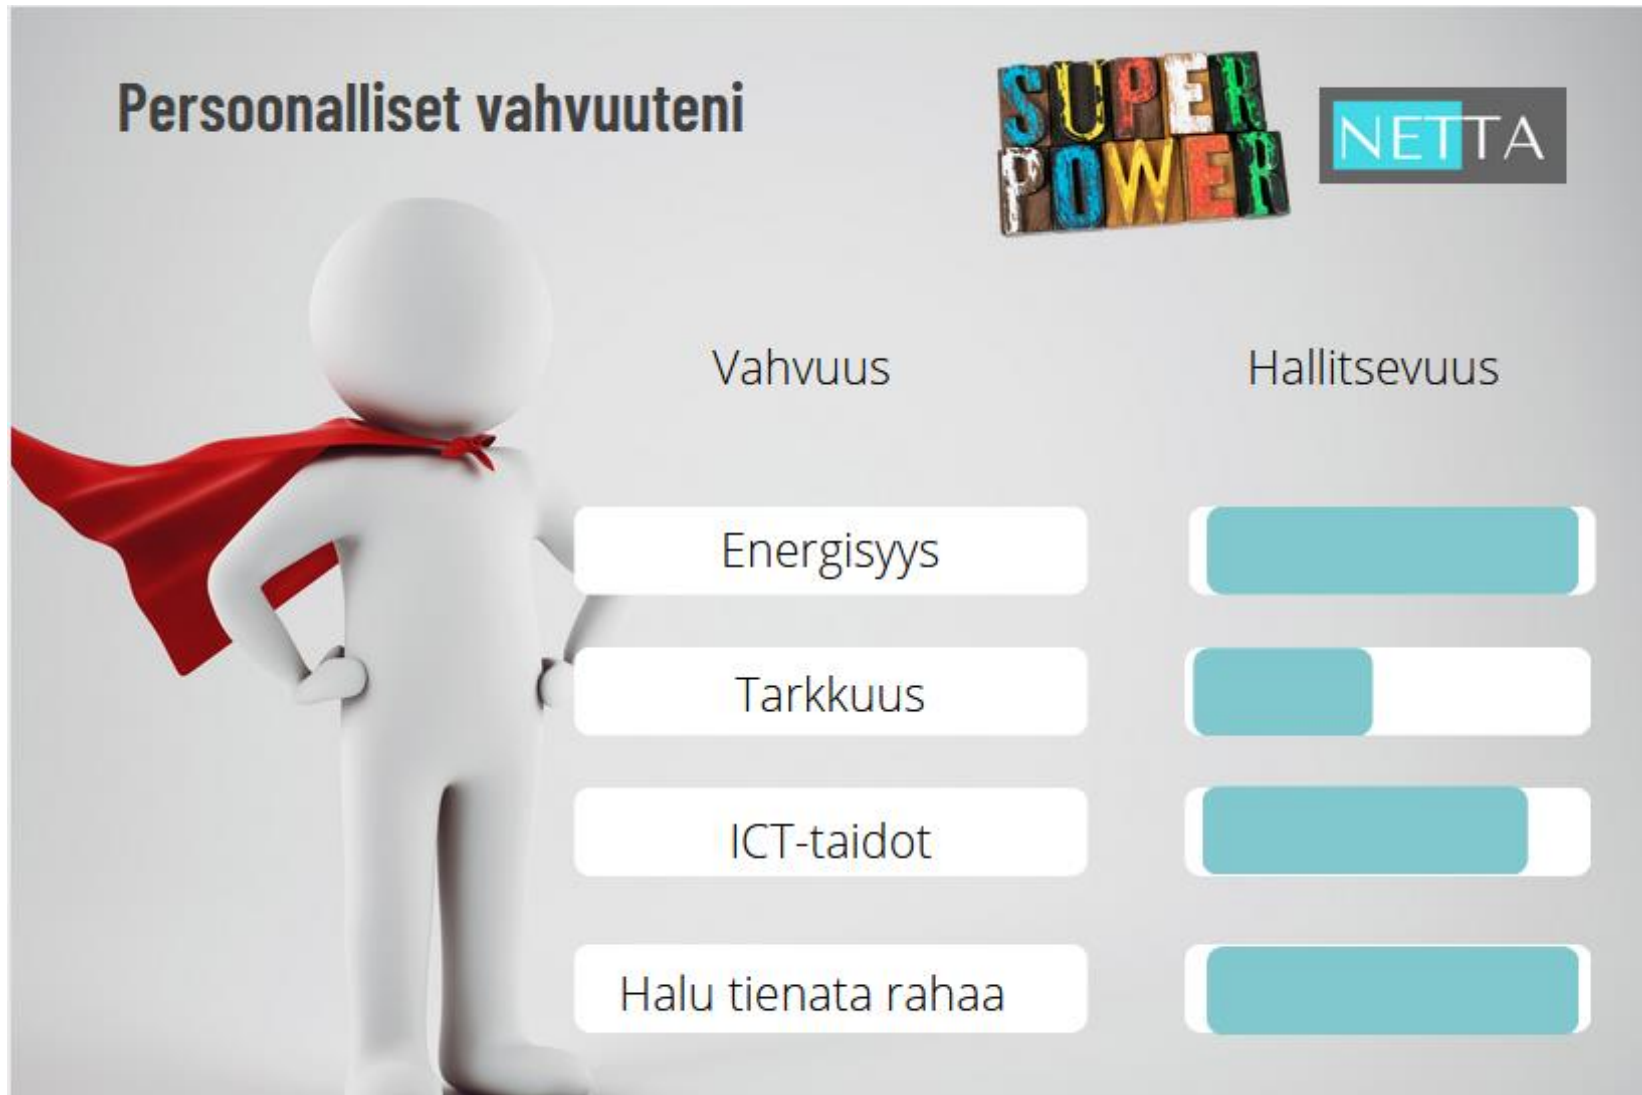 Persoonalliset vahvuuteni
SUPER
POWER
NETTA
Vahvuus
Hallitsevuus
Energisyys
Tarkkuus
ICT-taidot
Halu tienata rahaa